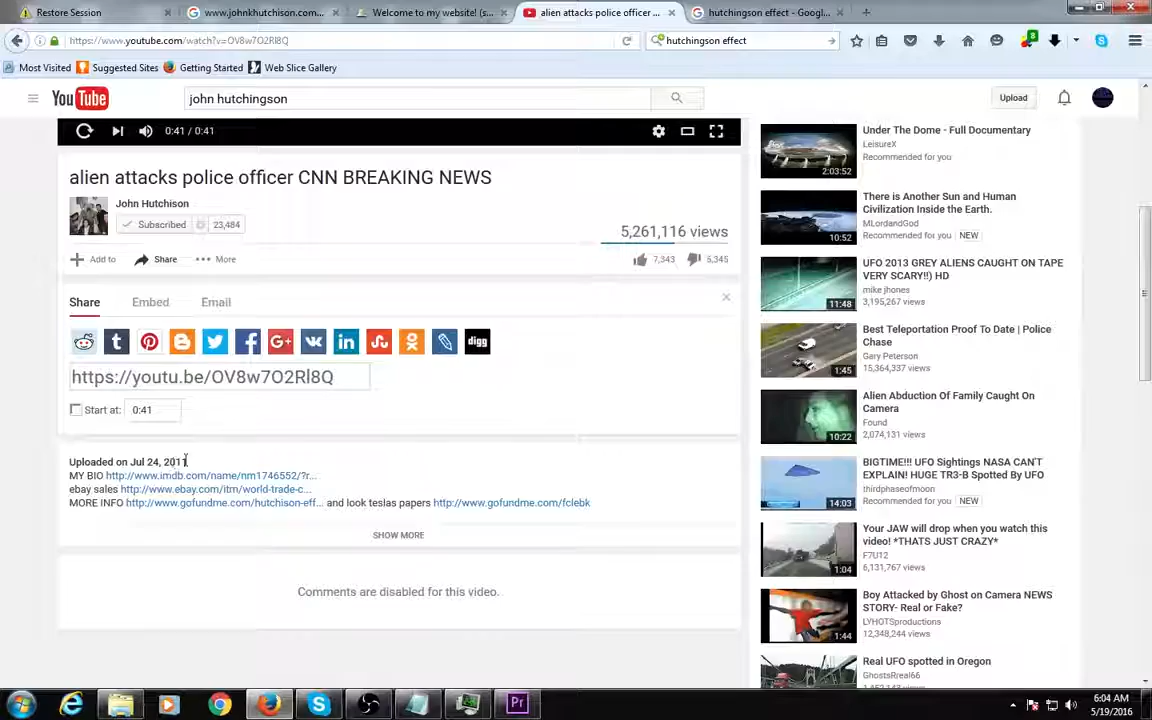 Restore Session
www.johnkhutchison.com...
Welcome to my website! (s...
alien attacks police officer ...
hutchingson effect - Googl...
https://www.youtube.com/watch?v=OV8w7O2Rl8Q
hutchingson effect
8
Most Visited
Suggested Sites
Getting Started
Web Slice Gallery
YouTube
john hutchingson
Upload
0:41 / 0:41
alien attacks police officer CNN BREAKING NEWS
John Hutchison
Subscribed
23,484
5,261,116 views
Add to
Share
More
7,343
5,345
Share
Embed
Email
digg
https://youtu.be/OV8w7O2Rl8Q
Start at:
0:41
Uploaded on Jul 24, 2011
MY BIO http://www.imdb.com/name/nm1746552/?r...
ebay sales http://www.ebay.com/itm/world-trade-c...
MORE INFO http://www.gofundme.com/hutchison-eff... and look teslas papers http://www.gofundme.com/fclebk
SHOW MORE
Comments are disabled for this video.
Under The Dome - Full Documentary
LeisureX
Recommended for you
2:03:52
There is Another Sun and Human
Civilization Inside the Earth.
MLordandGod
Recommended for you NEW
10:52
UFO 2013 GREY ALIENS CAUGHT ON TAPE
VERY SCARY!!) HD
mike jhones
3,195,267 views
11:48
Best Teleportation Proof To Date | Police
Chase
Gary Peterson
15,364,337 views
1:45
Alien Abduction Of Family Caught On
Camera
Found
2,074,131 views
10:22
BIGTIME!!! UFO Sightings NASA CAN'T
EXPLAIN! HUGE TR3-B Spotted By UFO
thirdphaseofmoon
Recommended for you NEW
14:03
Your JAW will drop when you watch this
video! *THATS JUST CRAZY*
F7U12
6,131,767 views
1:04
Boy Attacked by Ghost on Camera NEWS
STORY- Real or Fake?
LYHOTSproductions
12,348,244 views
1:44
Real UFO spotted in Oregon
GhostsRreal66
Pr
6:04 AM
5/19/2016